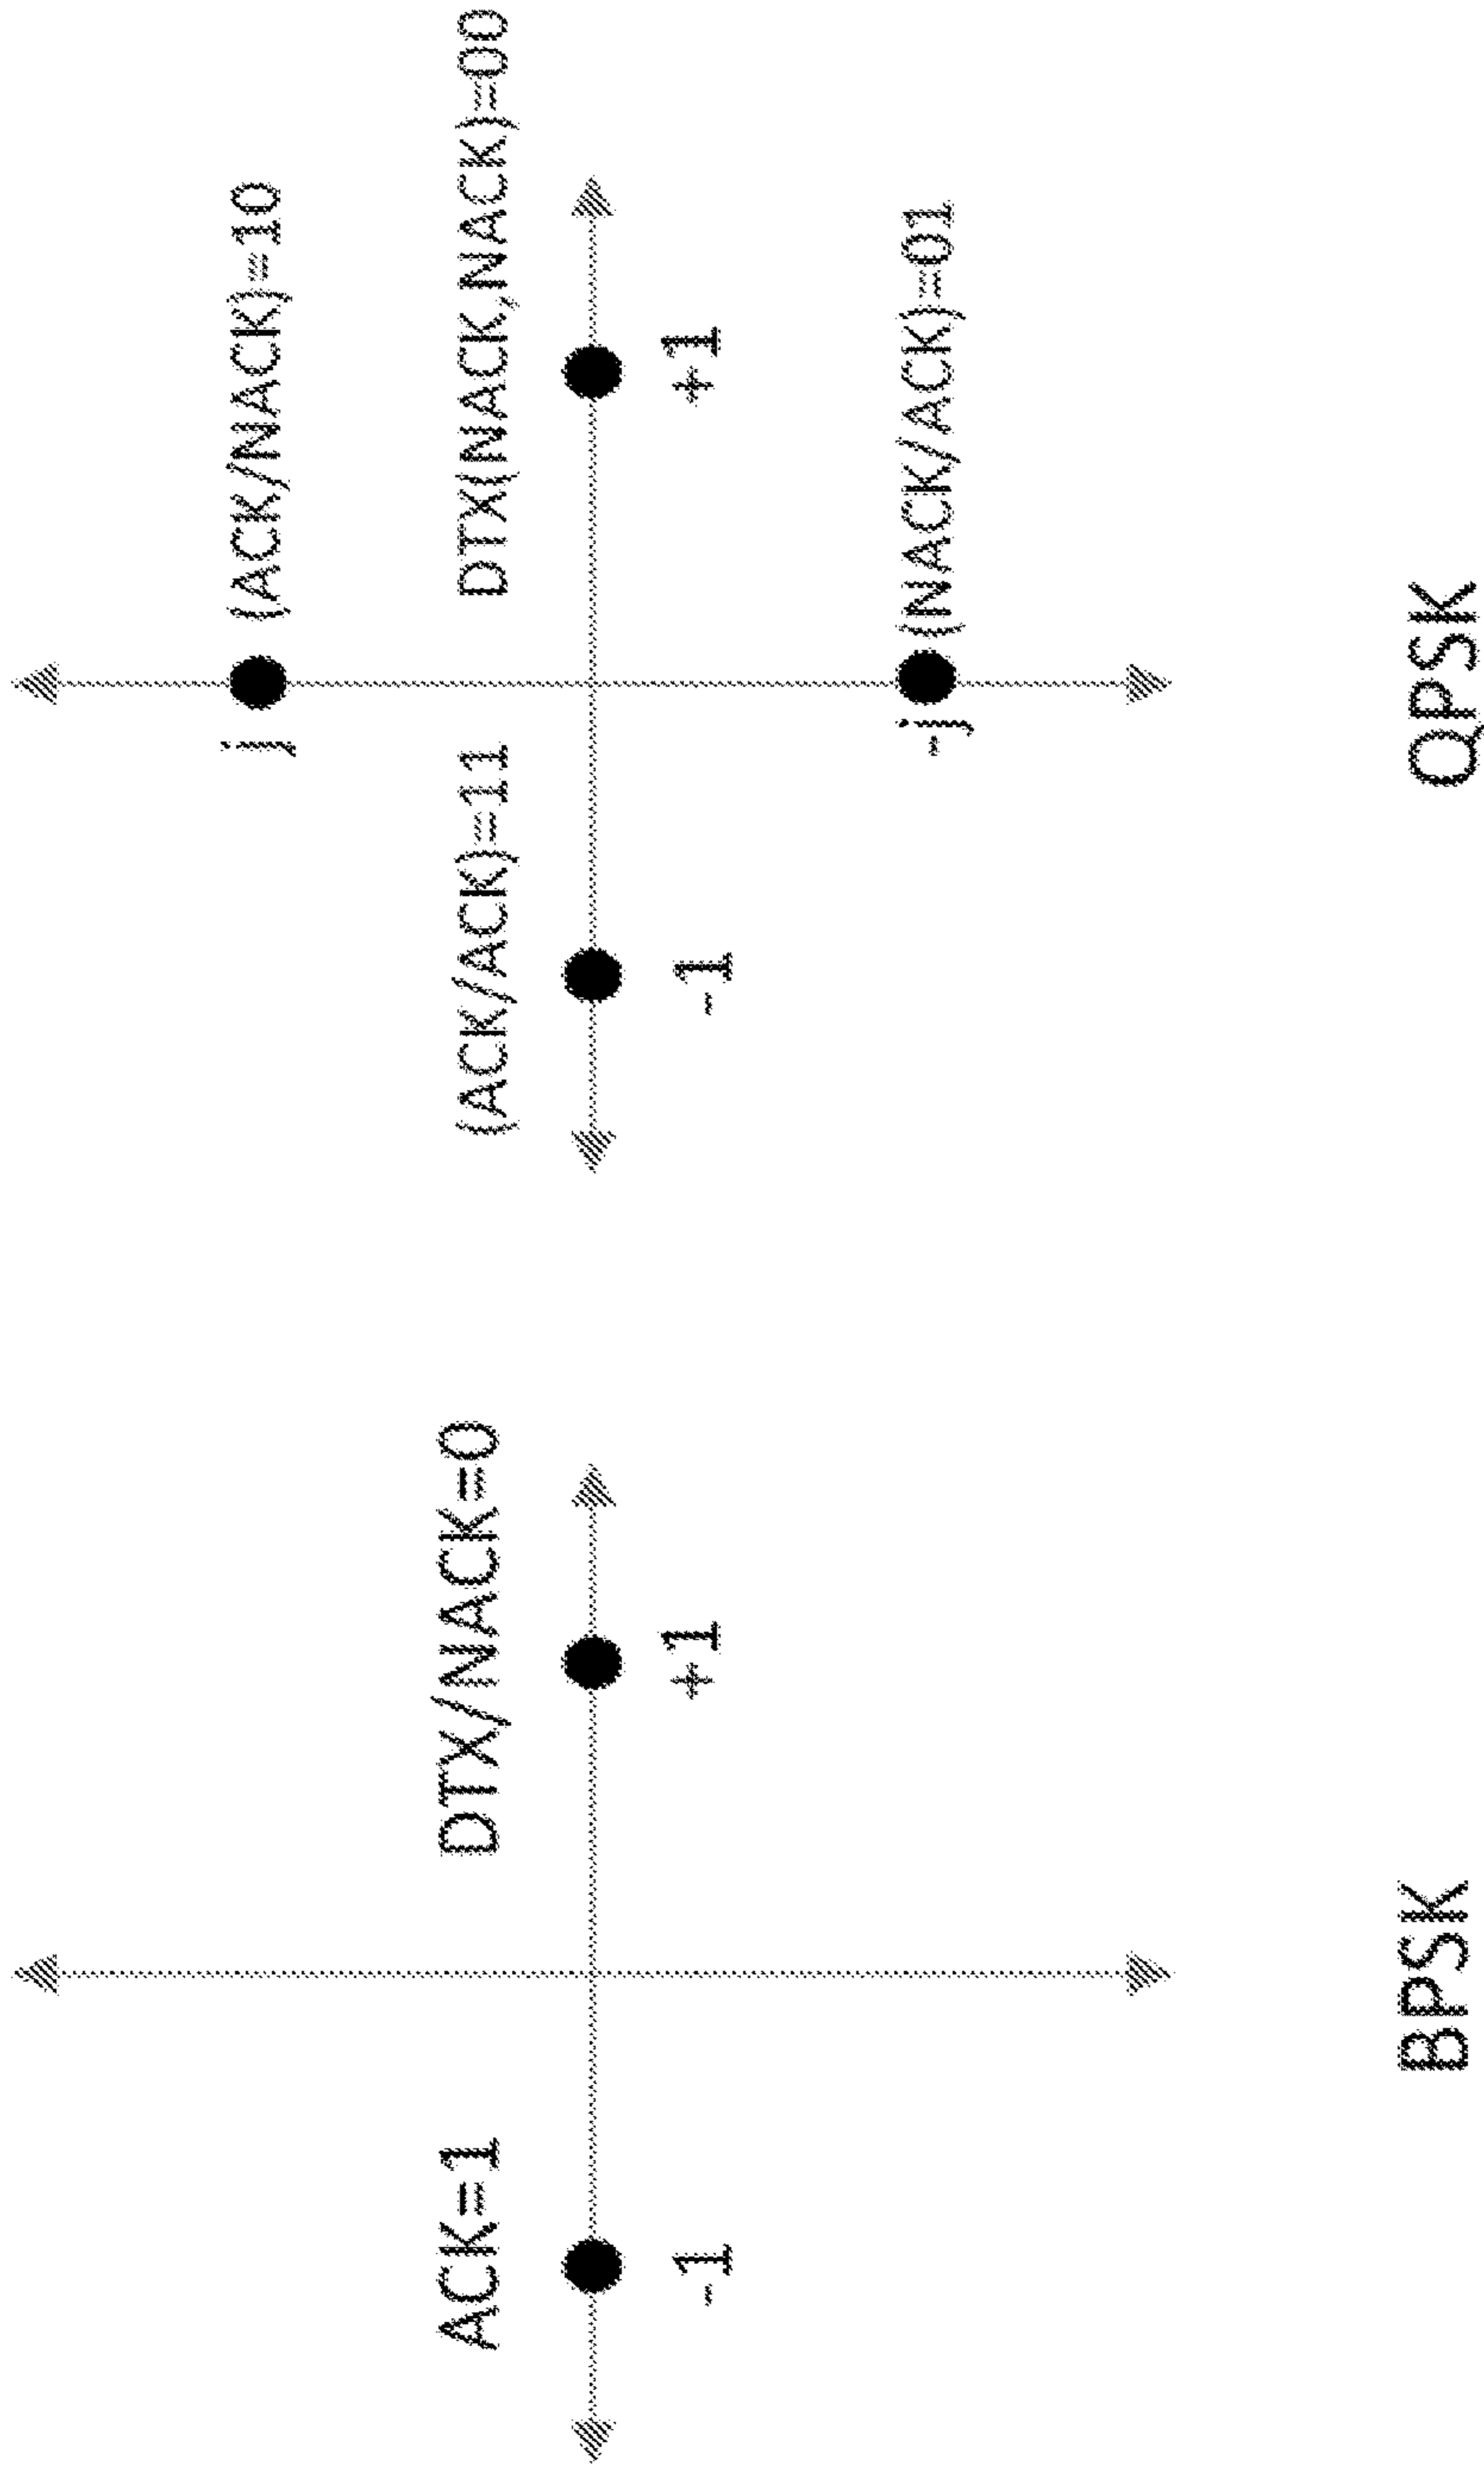 ACK=1
DTX/NACK=0
-1
+1
BPSK
j
(ACK/NACK)=10
(ACK/ACK)=11
DTX(NACK,NACK)=00
-1
+1
-j
(NACK/ACK)=01
QPSK